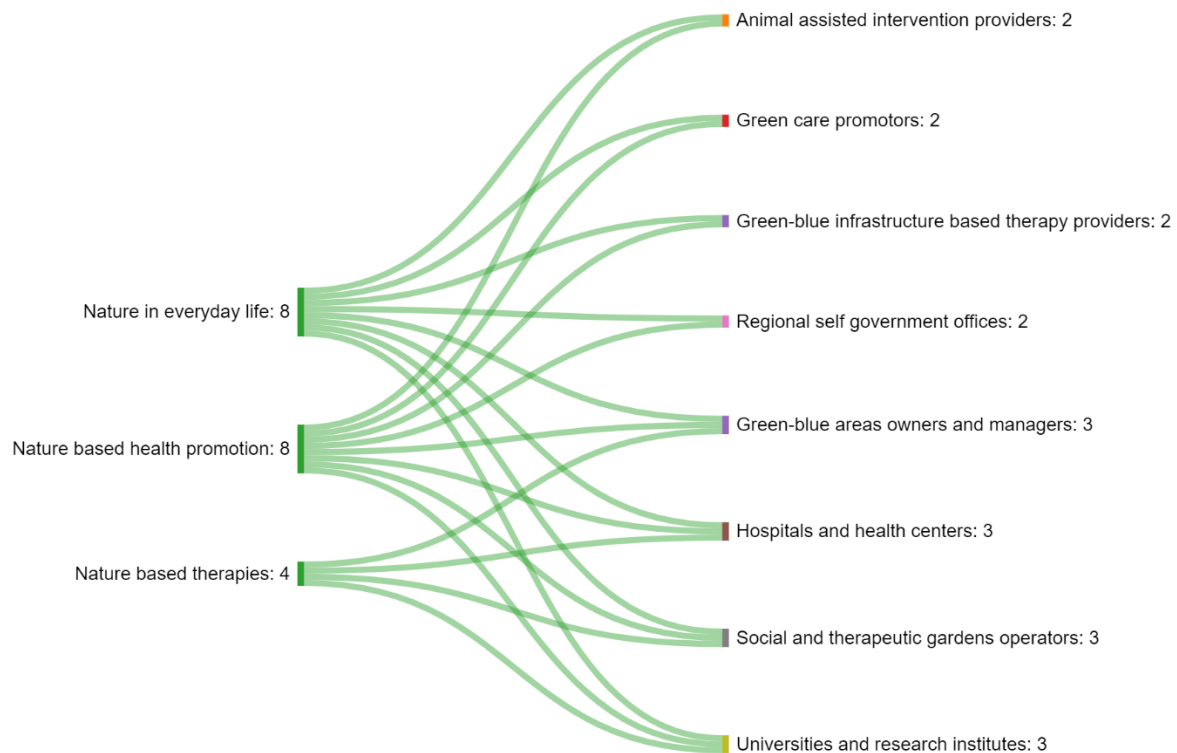 Animal assisted intervention providers: 2
Green care promotors: 2
Green-blue infrastructure based therapy providers: 2
Nature in everyday life: 8
Regional self government offices: 2
Green-blue areas owners and managers: 3
Nature based health promotion: 8
Hospitals and health centers: 3
Nature based therapies: 4
Social and therapeutic gardens operators: 3
Universities and research institutes: 3